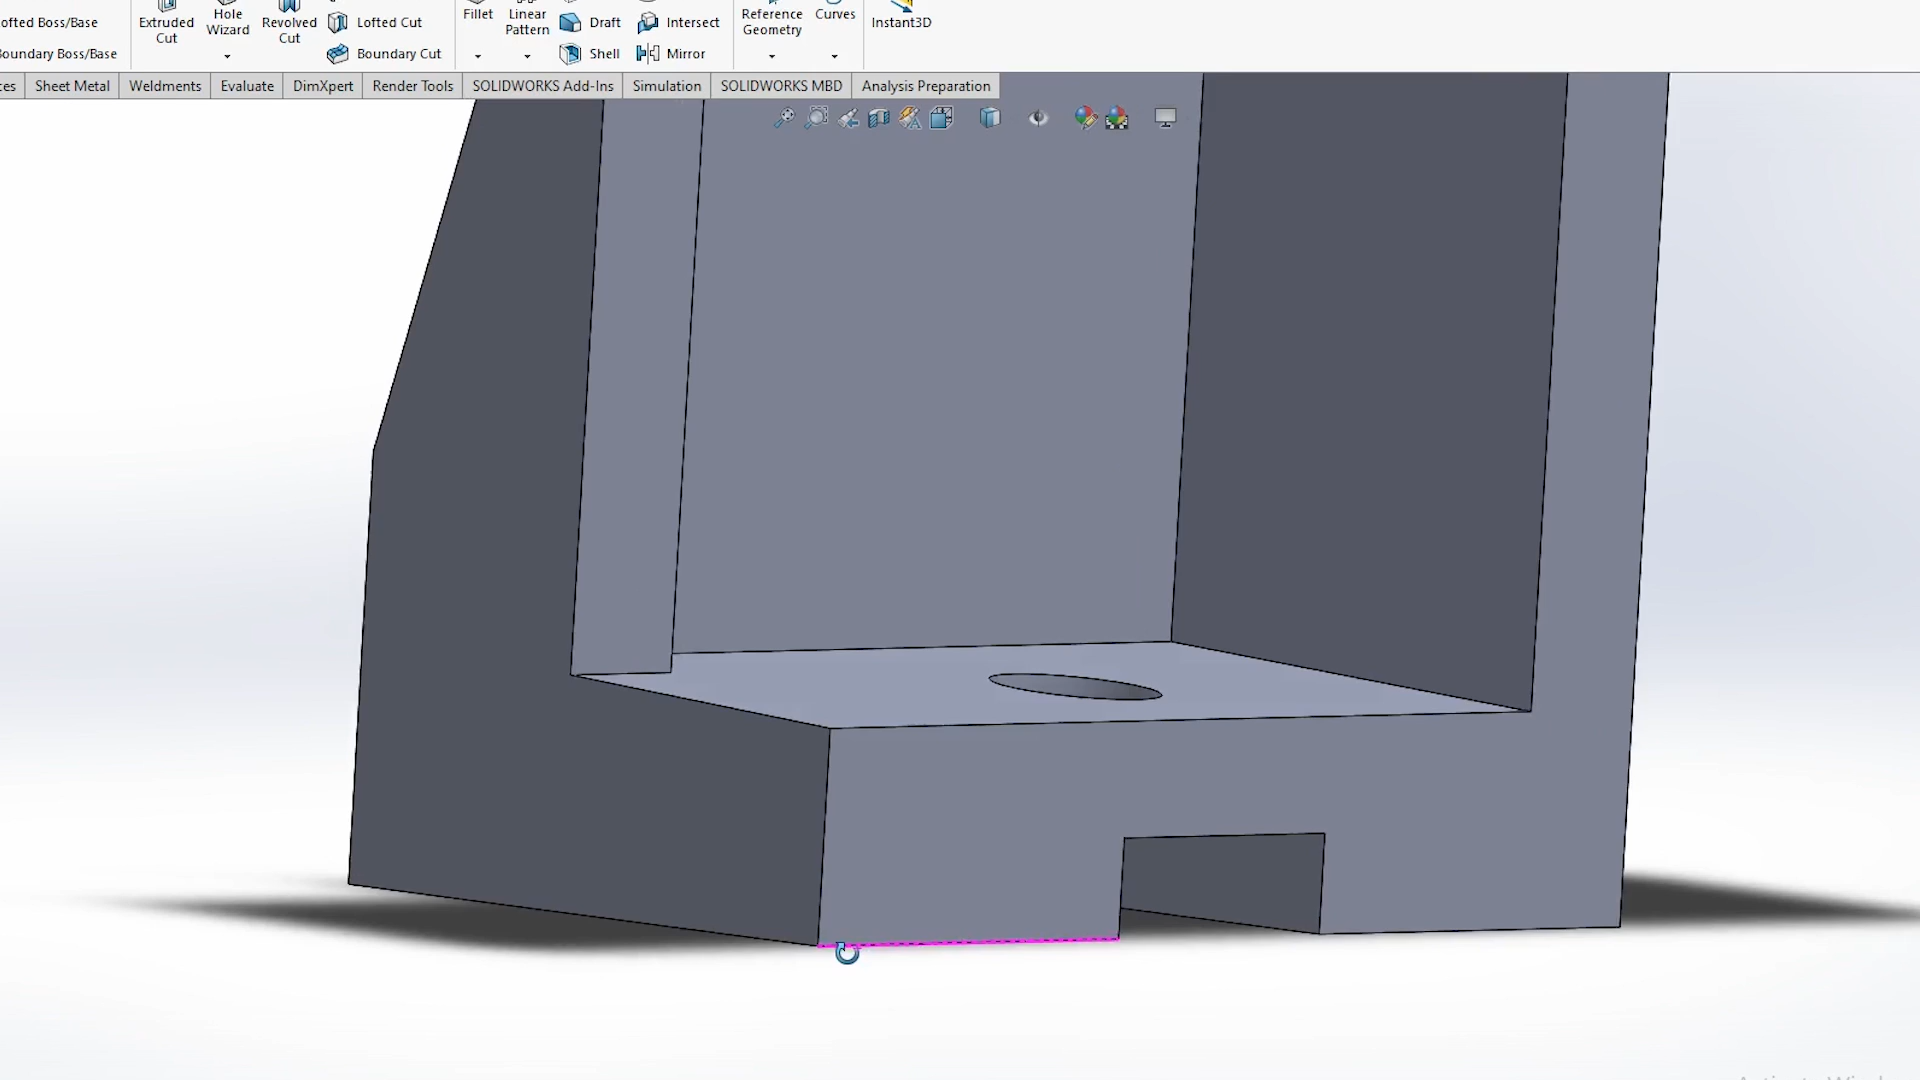 ofted Boss/Base
oundary Boss/Base
Extruded
Cut
Hole
Wizard
Revolved
Cut
Lofted Cut
Boundary Cut
Fillet
Linear
Pattern
Draft
Shell
Intersect
Mirror
Reference
Geometry
Curves
Instant3D
es
Sheet Metal
Weldments
Evaluate
DimXpert
Render Tools
SOLIDWORKS Add-Ins
Simulation
SOLIDWORKS MBD
Analysis Preparation